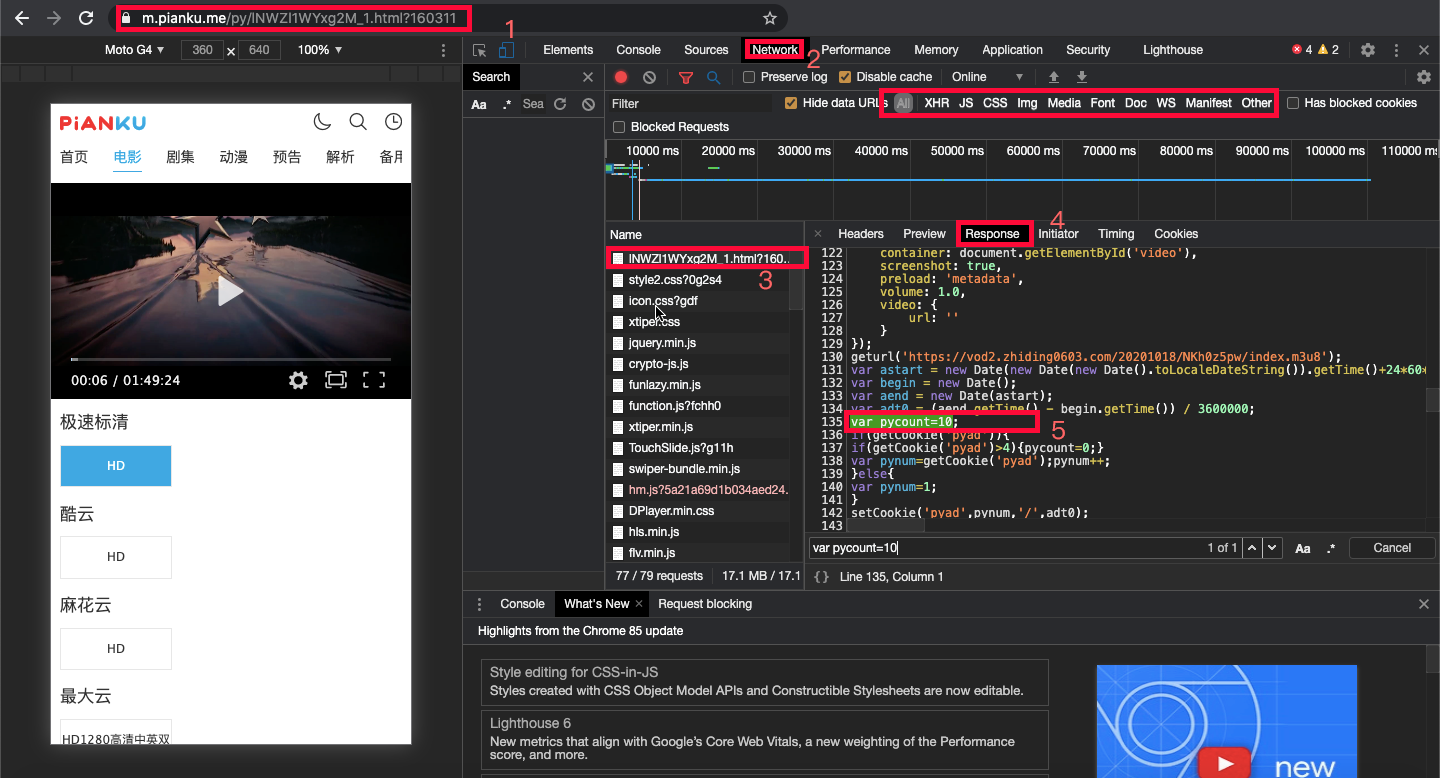 m.pianku.me/py/lNWZl1WYxg2M_1.html?160311
1
Moto G4 ▼ 360 × 640 100% ▼
Elements Console Sources Network Performance Memory Application Security Lighthouse 4 2
2
Search
Aa .* Sea
Preserve log Disable cache Online ▼
Filter Hide data URLs All XHR JS CSS Img Media Font Doc WS Manifest Other Has blocked cookies
Blocked Requests
10000 ms 20000 ms 30000 ms 40000 ms 50000 ms 60000 ms 70000 ms 80000 ms 90000 ms 100000 ms 110000 ms
PiANKU
首页 电影 剧集 动漫 预告 解析 备用
00:06 / 01:49:24
极速标清
HD
酷云
HD
麻花云
HD
最大云
HD1280高清中英双
Name
lNWZl1WYxg2M_1.html?160..
3
style2.css?0g2s4
icon.css?gdf
xtiper.css
jquery.min.js
crypto-js.js
funlazy.min.js
function.js?fchh0
xtiper.min.js
TouchSlide.js?g11h
swiper-bundle.min.js
hm.js?5a21a69d1b034aed24.
DPlayer.min.css
hls.min.js
flv.min.js
77 / 79 requests 17.1 MB / 17.1
× Headers Preview Response Initiator Timing Cookies
4
122 container: document.getElementById('video'),
123 screenshot: true,
124 preload: 'metadata',
125 volume: 1.0,
126 video: {
127 url: ''
128 }
129 });
130 geturl('https://vod2.zhiding0603.com/20201018/NKh0z5pw/index.m3u8');
131 var astart = new Date(new Date(new Date().toLocaleDateString()).getTime()+24*60*
132 var begin = new Date();
133 var aend = new Date(astart);
134 var adt0 = (aend.getTime() - begin.getTime()) / 3600000;
135 var pycount=10;
5
136 if(getCookie('pyad')){
137 if(getCookie('pyad')>4){pycount=0;}
138 var pynum=getCookie('pyad');pynum++;
139 }else{
140 var pynum=1;
141 }
142 setCookie('pyad',pynum,'/',adt0);
143
var pycount=10 1 of 1 Aa .* Cancel
{} Line 135, Column 1
Console What's New × Request blocking
Highlights from the Chrome 85 update
Style editing for CSS-in-JS
Styles created with CSS Object Model APIs and Constructible Stylesheets are now editable.
Lighthouse 6
New metrics that align with Google's Core Web Vitals, a new weighting of the Performance
score, and more.
new